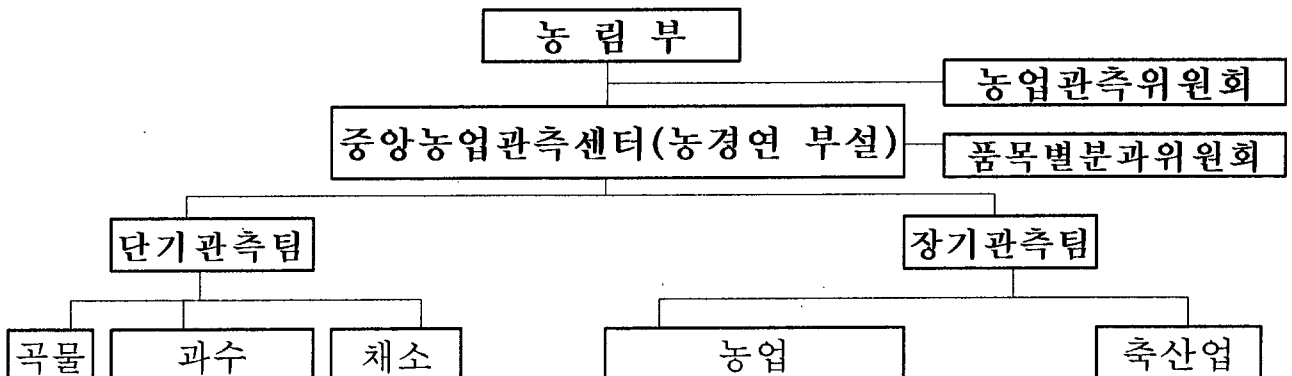 농 림 부
농업관측위원회
중앙농업관측센터(농경연 부설)
품목별분과위원회
단기관측팀
장기관측팀
곡물 과수 채소 농업 축산업